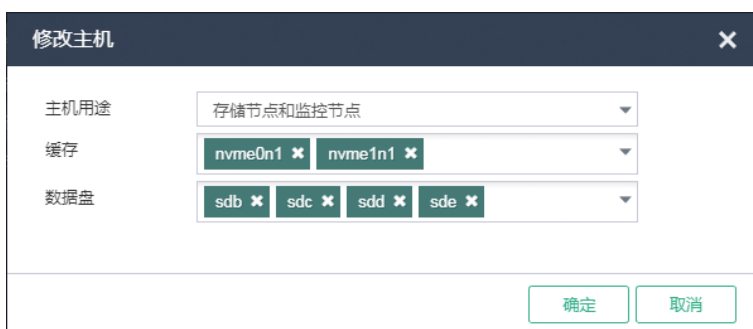 修改主机 ×
主机用途 存储节点和监控节点
缓存 nvme0n1 × nvme1n1 ×
数据盘 sdb × sdc × sdd × sde ×
确定 取消